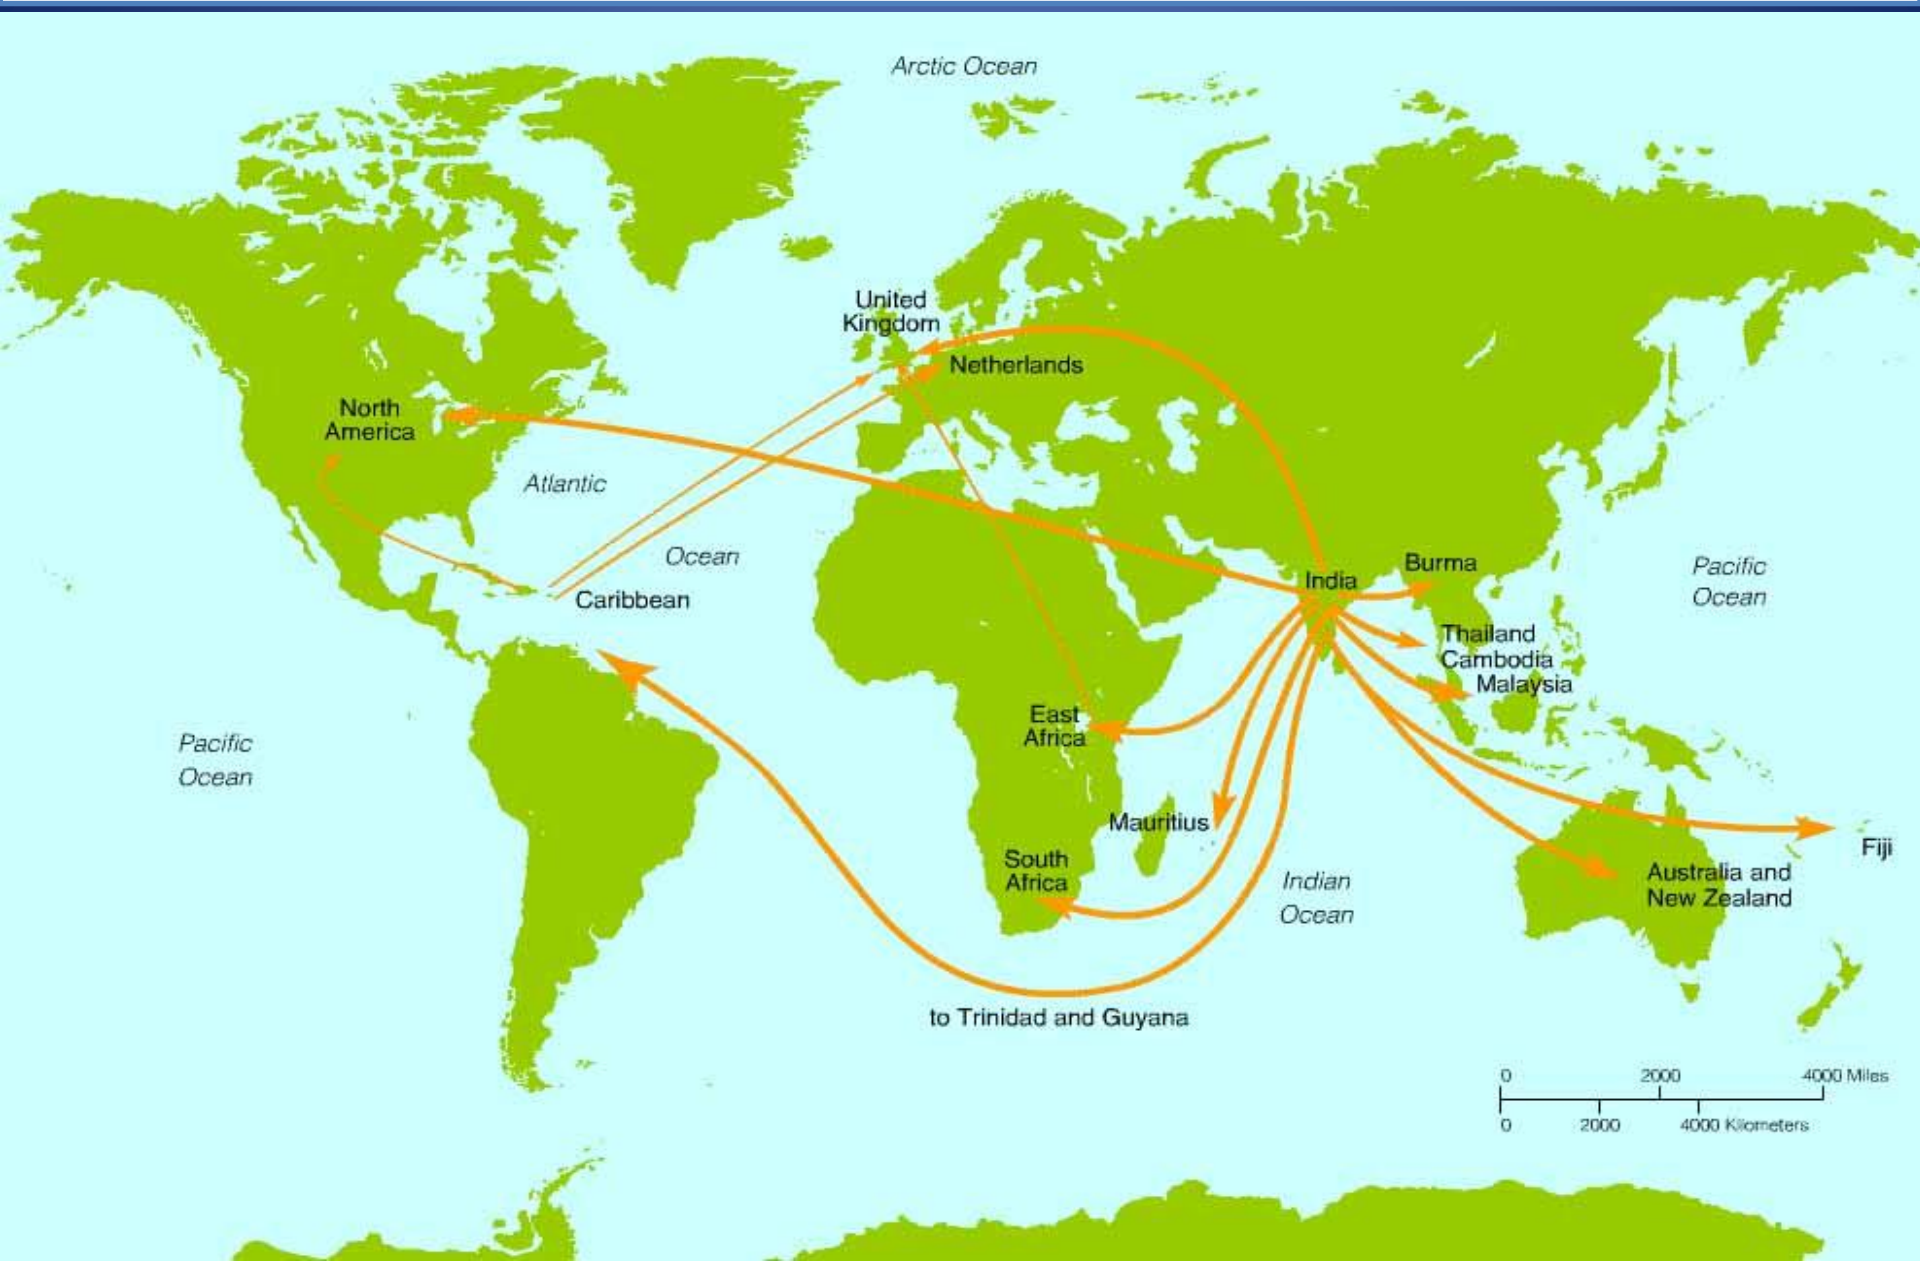 Arctic Ocean
United
Kingdom
Netherlands
North
America
Atlantic
Ocean
Caribbean
India
Burma
Pacific
Ocean
Thailand
Cambodia
Malaysia
East
Africa
Pacific
Ocean
Mauritius
South
Africa
Indian
Ocean
Fiji
Australia and
New Zealand
to Trinidad and Guyana
0 2000 4000 Miles
0 2000 4000 Kilometers